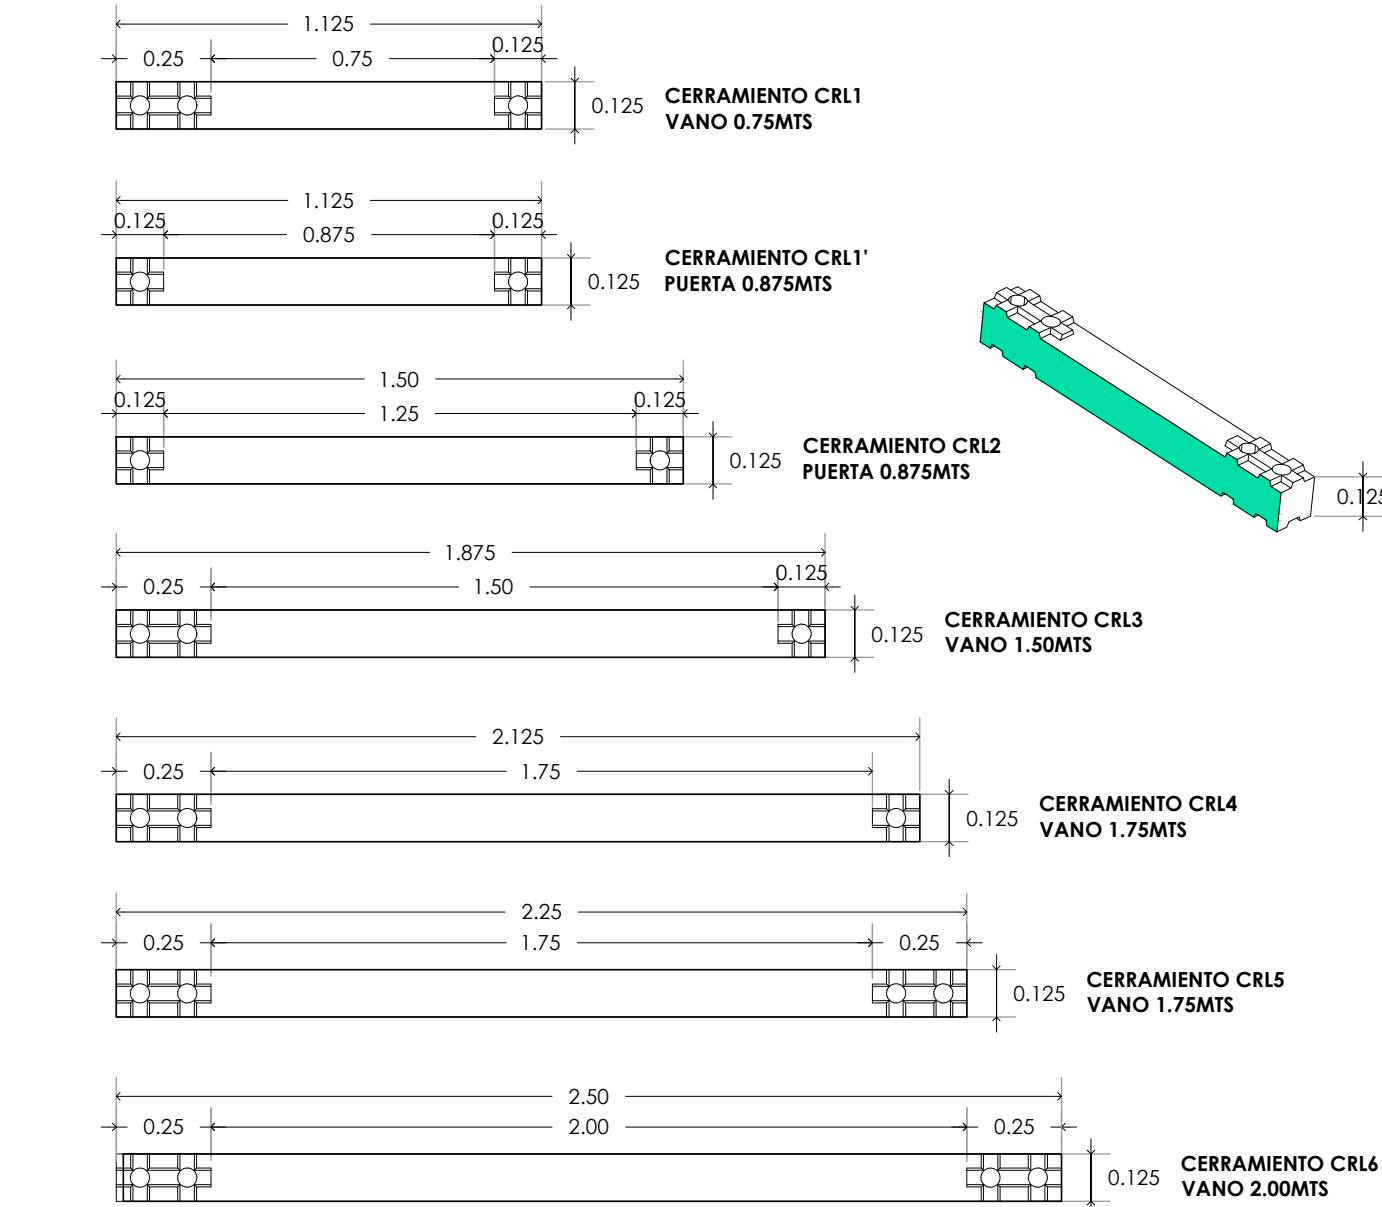 1.125
0.25 0.75 0.125
0.125
CERRAMIENTO CRL1
VANO 0.75MTS
1.125
0.125 0.875 0.125
0.125
CERRAMIENTO CRL1'
PUERTA 0.875MTS
1.50
0.125 1.25 0.125
0.125
CERRAMIENTO CRL2
PUERTA 0.875MTS
1.875
0.25 1.50 0.125
0.125
CERRAMIENTO CRL3
VANO 1.50MTS
2.125
0.25 1.75
0.125
CERRAMIENTO CRL4
VANO 1.75MTS
2.25
0.25 1.75 0.25
0.125
CERRAMIENTO CRL5
VANO 1.75MTS
2.50
0.25 2.00 0.25
0.125
CERRAMIENTO CRL6
VANO 2.00MTS